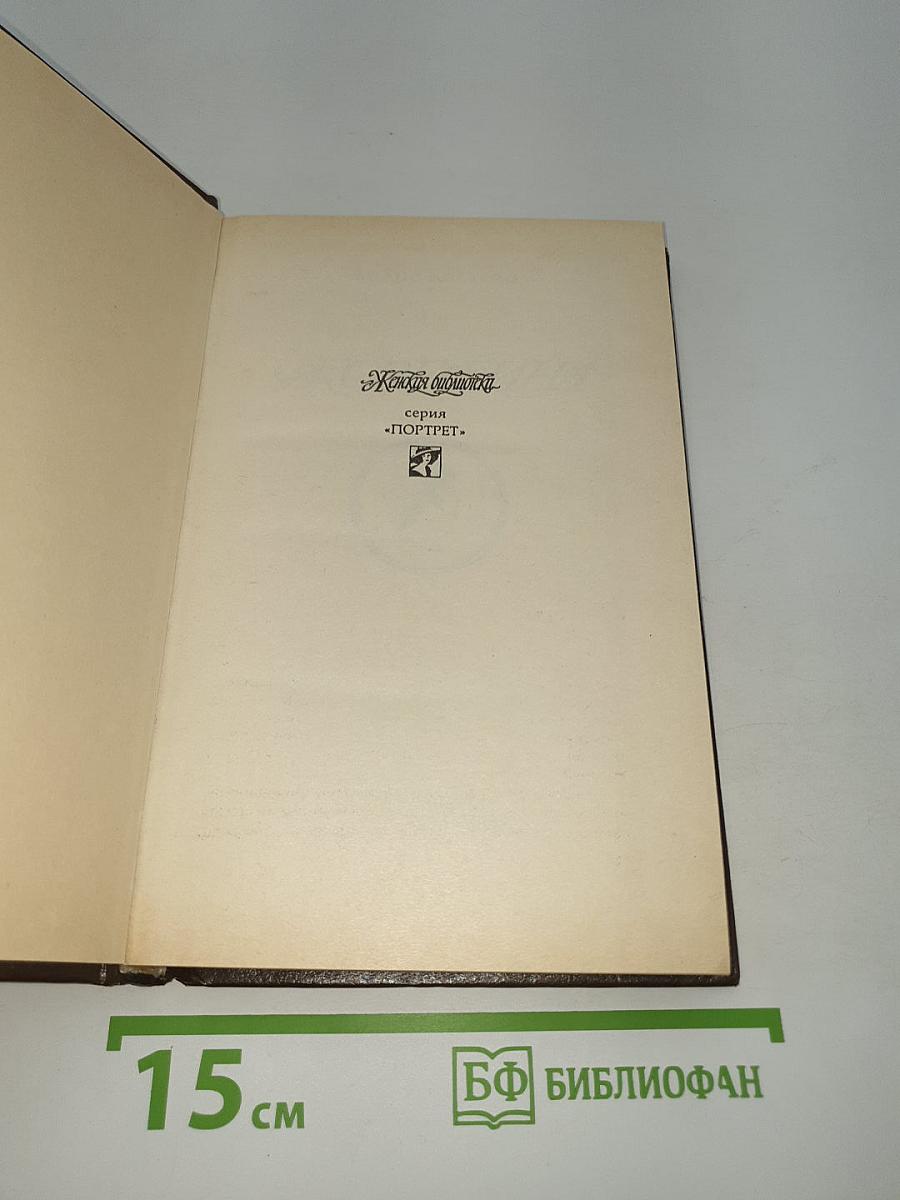 Женская библиотека
серия
«ПОРТРЕТ»
15 см
БФ БИБЛИОФАН